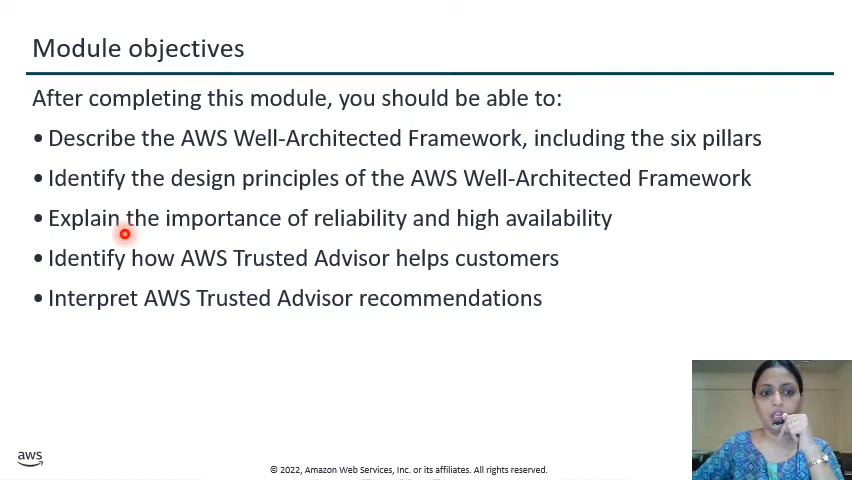 Module objectives
After completing this module, you should be able to:
• Describe the AWS Well-Architected Framework, including the six pillars
• Identify the design principles of the AWS Well-Architected Framework
• Explain the importance of reliability and high availability
• Identify how AWS Trusted Advisor helps customers
• Interpret AWS Trusted Advisor recommendations
aws
© 2022, Amazon Web Services, Inc. or its affiliates. All rights reserved.